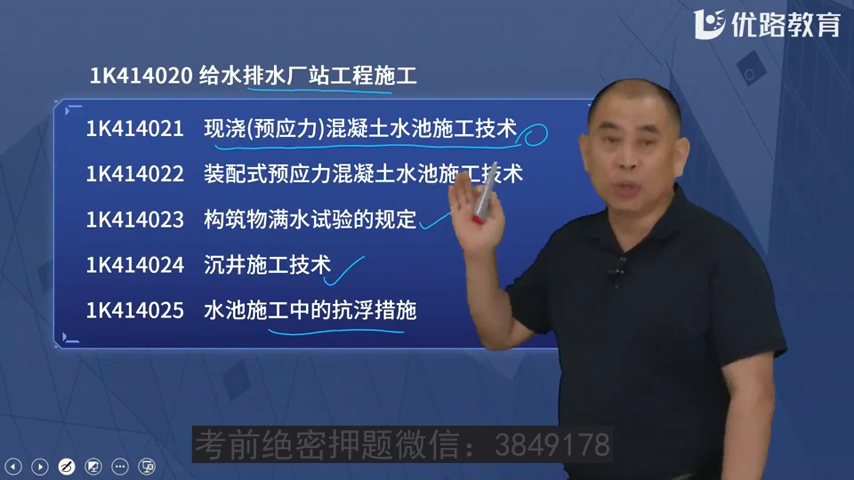 优路教育
1K414020 给水排水厂站工程施工
1K414021 现浇(预应力)混凝土水池施工技术
1K414022 装配式预应力混凝土水池施工技术
1K414023 构筑物满水试验的规定
1K414024 沉井施工技术
1K414025 水池施工中的抗浮措施
考前绝密押题微信：3849178